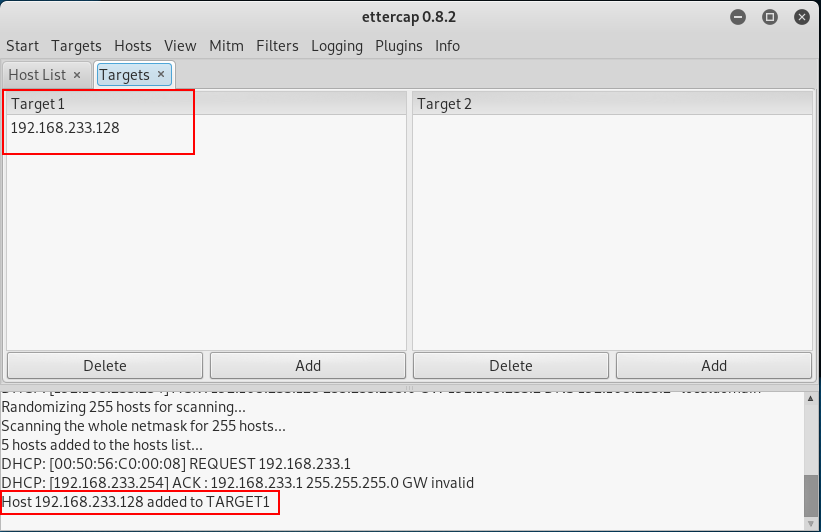 ettercap 0.8.2
Start Targets Hosts View Mitm Filters Logging Plugins Info
Host List × Targets ×
Target 1 Target 2
192.168.233.128
Delete Add Delete Add
Randomizing 255 hosts for scanning...
Scanning the whole netmask for 255 hosts...
5 hosts added to the hosts list...
DHCP: [00:50:56:C0:00:08] REQUEST 192.168.233.1
DHCP: [192.168.233.254] ACK : 192.168.233.1 255.255.255.0 GW invalid
Host 192.168.233.128 added to TARGET1